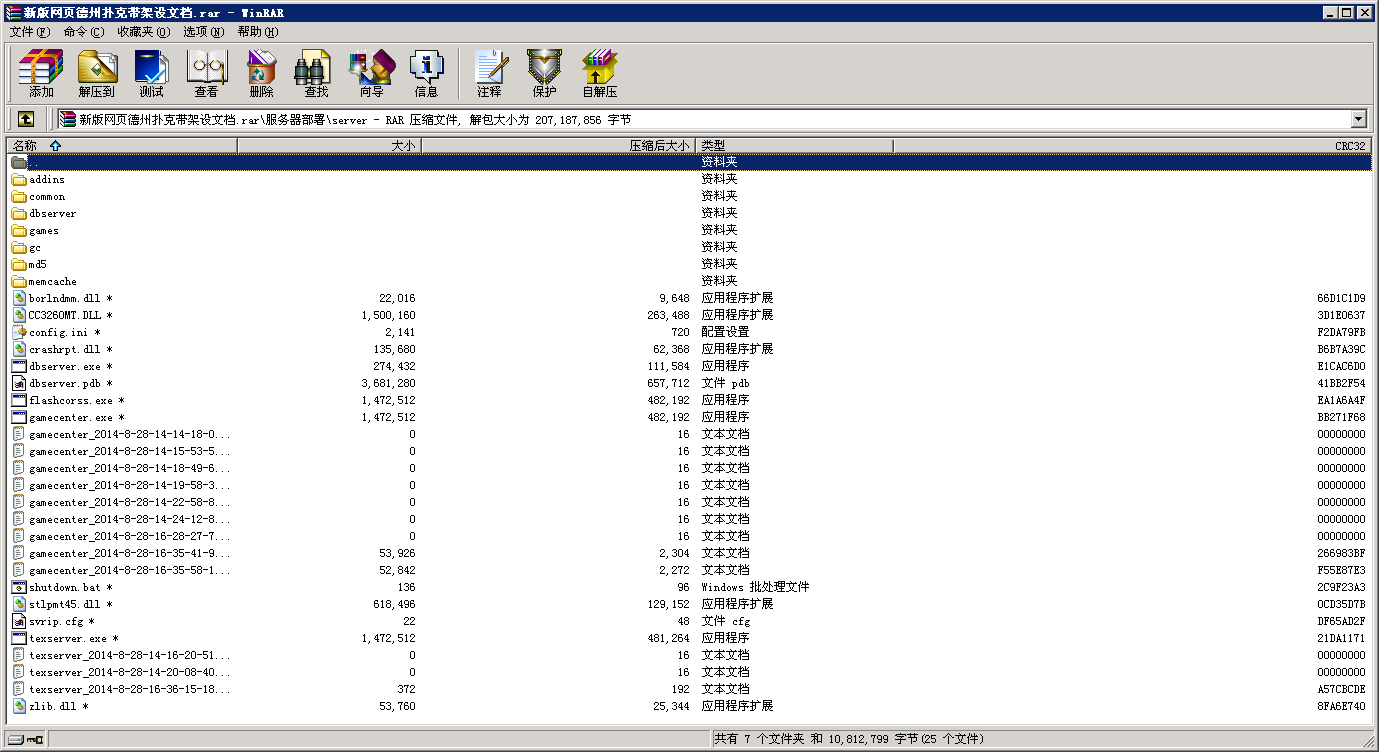 新版网页德州扑克带架设文档.rar - WinRAR
文件(F) 命令(C) 收藏夹(O) 选项(N) 帮助(H)
添加 解压到 测试 查看 删除 查找 向导 信息 注释 保护 自解压
新版网页德州扑克带架设文档.rar\服务器部署\server - RAR 压缩文件, 解包大小为 207,187,856 字节
名称 大小 压缩后大小 类型 CRC32
.. 资料夹
addins 资料夹
common 资料夹
dbserver 资料夹
games 资料夹
gc 资料夹
md5 资料夹
memcache 资料夹
borlndmm.dll * 22,016 9,648 应用程序扩展 66D1C1D9
CC3260MT.DLL * 1,500,160 263,488 应用程序扩展 3D1E0637
config.ini * 2,141 720 配置设置 F2DA79FB
crashrpt.dll * 135,680 62,368 应用程序扩展 B6B7A39C
dbserver.exe * 274,432 111,584 应用程序 E1CAC6D0
dbserver.pdb * 3,681,280 657,712 文件 pdb 41BB2F54
flashcorss.exe * 1,472,512 482,192 应用程序 EA1A6A4F
gamecenter.exe * 1,472,512 482,192 应用程序 BB271F68
gamecenter_2014-8-28-14-14-18-0... 0 16 文本文档 00000000
gamecenter_2014-8-28-14-15-53-5... 0 16 文本文档 00000000
gamecenter_2014-8-28-14-18-49-6... 0 16 文本文档 00000000
gamecenter_2014-8-28-14-19-58-3... 0 16 文本文档 00000000
gamecenter_2014-8-28-14-22-58-8... 0 16 文本文档 00000000
gamecenter_2014-8-28-14-24-12-8... 0 16 文本文档 00000000
gamecenter_2014-8-28-16-28-27-7... 0 16 文本文档 00000000
gamecenter_2014-8-28-16-35-41-9... 53,926 2,304 文本文档 266983BF
gamecenter_2014-8-28-16-35-58-1... 52,842 2,272 文本文档 F55E87E3
shutdown.bat * 136 96 Windows 批处理文件 2C9F23A3
stlpmt45.dll * 618,496 129,152 应用程序扩展 0CD35D7B
svrip.cfg * 22 48 文件 cfg DF65AD2F
texserver.exe * 1,472,512 481,264 应用程序 21DA1171
texserver_2014-8-28-14-16-20-51... 0 16 文本文档 00000000
texserver_2014-8-28-14-20-08-40... 0 16 文本文档 00000000
texserver_2014-8-28-16-36-15-18... 372 192 文本文档 A57CBCDE
zlib.dll * 53,760 25,344 应用程序扩展 8FA6E740
共有 7 个文件夹 和 10,812,799 字节(25 个文件)